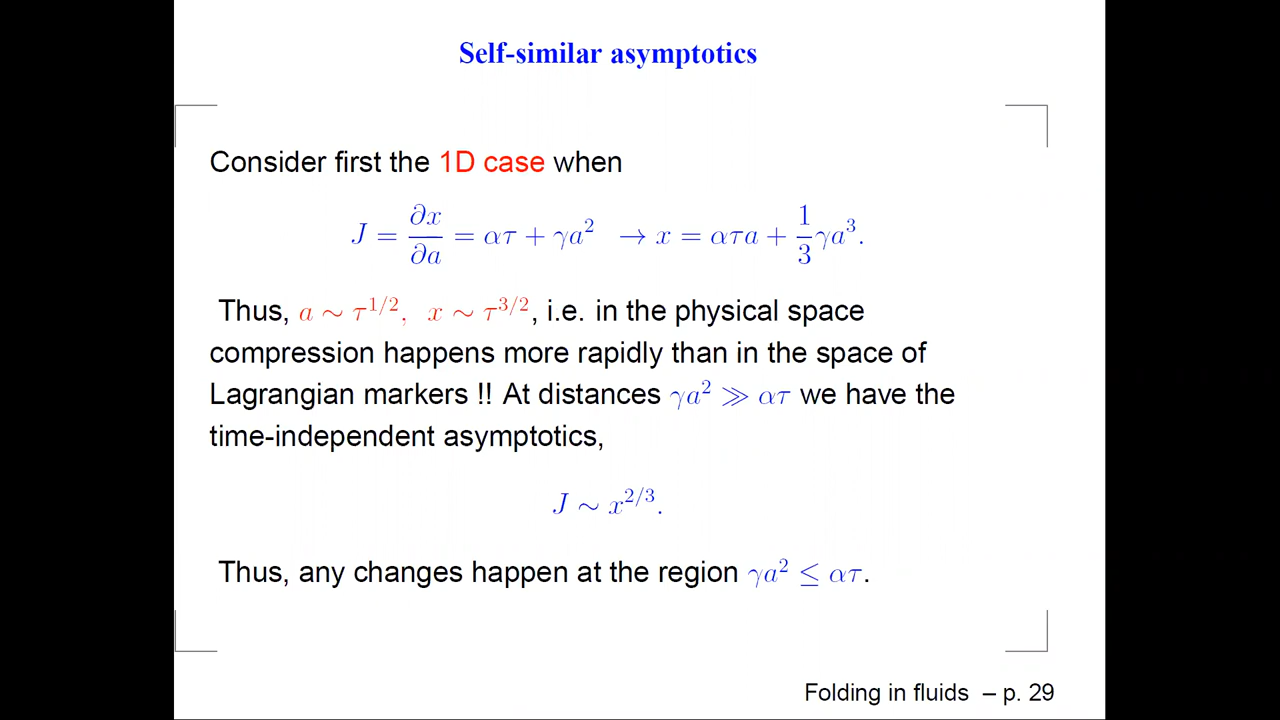 Self-similar asymptotics
Consider first the 1D case when
J = ∂x/∂a = ατ + γa² → x = ατa + 1/3 γa³.
Thus, a ∼ τ^{1/2}, x ∼ τ^{3/2}, i.e. in the physical space
compression happens more rapidly than in the space of
Lagrangian markers !! At distances γa² ≫ ατ we have the
time-independent asymptotics,
J ∼ x^{2/3}.
Thus, any changes happen at the region γa² ≤ ατ.
Folding in fluids – p. 29